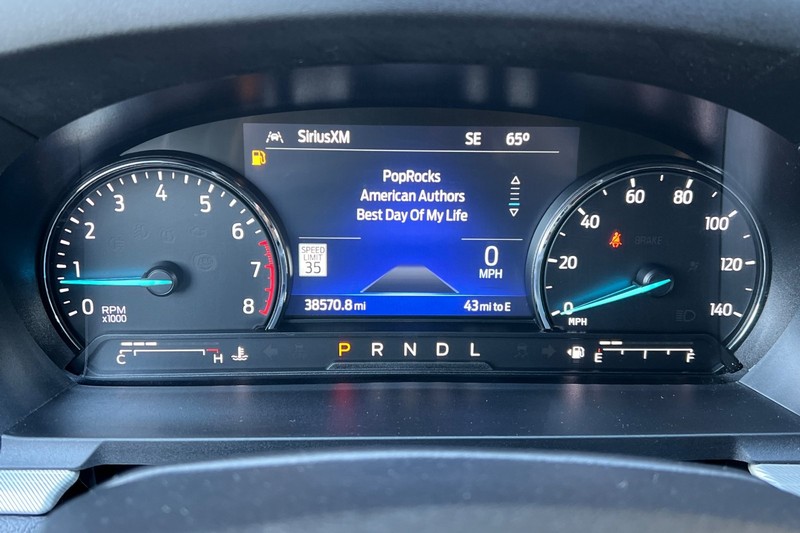 SiriusXM SE 65°
PopRocks
American Authors
Best Day Of My Life
SPEED LIMIT 35
0 MPH
38570.8 mi 43 mi to E
0 1 2 3 4 5 6 7 8
RPM x1000
0 20 40 60 80 100 120 140
MPH
BRAKE
C H P R N D L E F